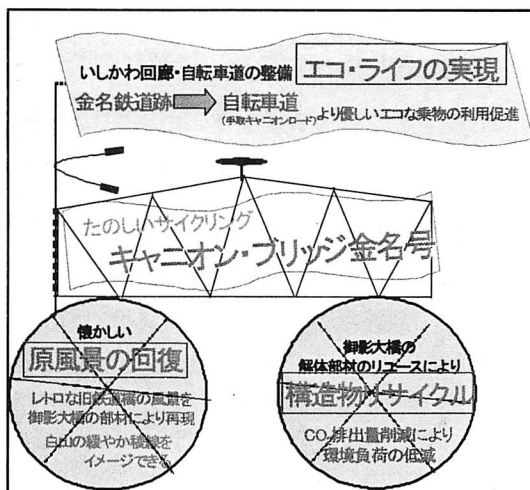 いしかわ回廊・自転車道の整備 エコ・ライフの実現
金名鉄道跡 自転車道 より優しいエコな乗物の利用促進
(手取キャニオンロード)
たのしいサイクリング
キャニオン・ブリッジ金名号
懐かしい
原風景の回復
レトロな旧鉄道橋の風景を
御影大橋の部材により再現
白山の緩やか稜線を
イメージできる
御影大橋の
解体部材のリユースにより
構造物リサイクル
CO₂排出量削減により
環境負荷の低減